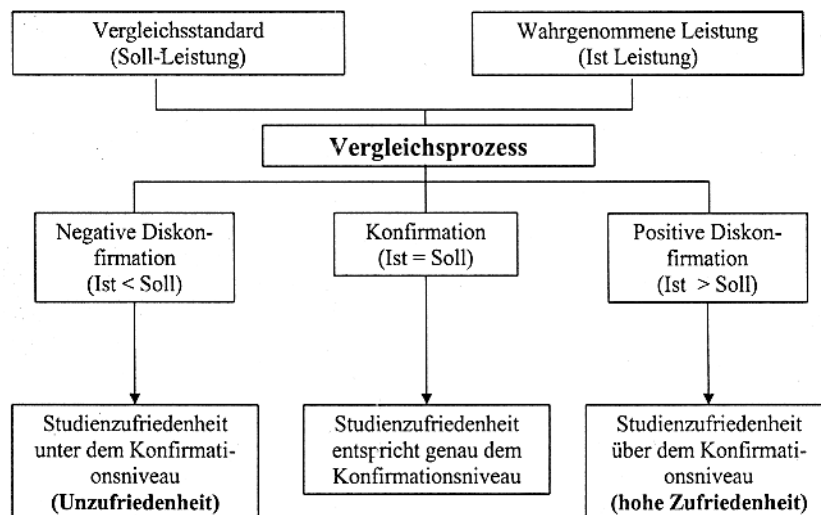 Vergleichsstandard
(Soll-Leistung)
Wahrgenommene Leistung
(Ist Leistung)
Vergleichsprozess
Negative Diskon-
firmation
(Ist < Soll)
Konfirmation
(Ist = Soll)
Positive Diskon-
firmation
(Ist > Soll)
Studienzufriedenheit
unter dem Konfirmati-
onsniveau
(Unzufriedenheit)
Studienzufriedenheit
entspricht genau dem
Konfirmationsniveau
Studienzufriedenheit
über dem Konfirmati-
onsniveau
(hohe Zufriedenheit)